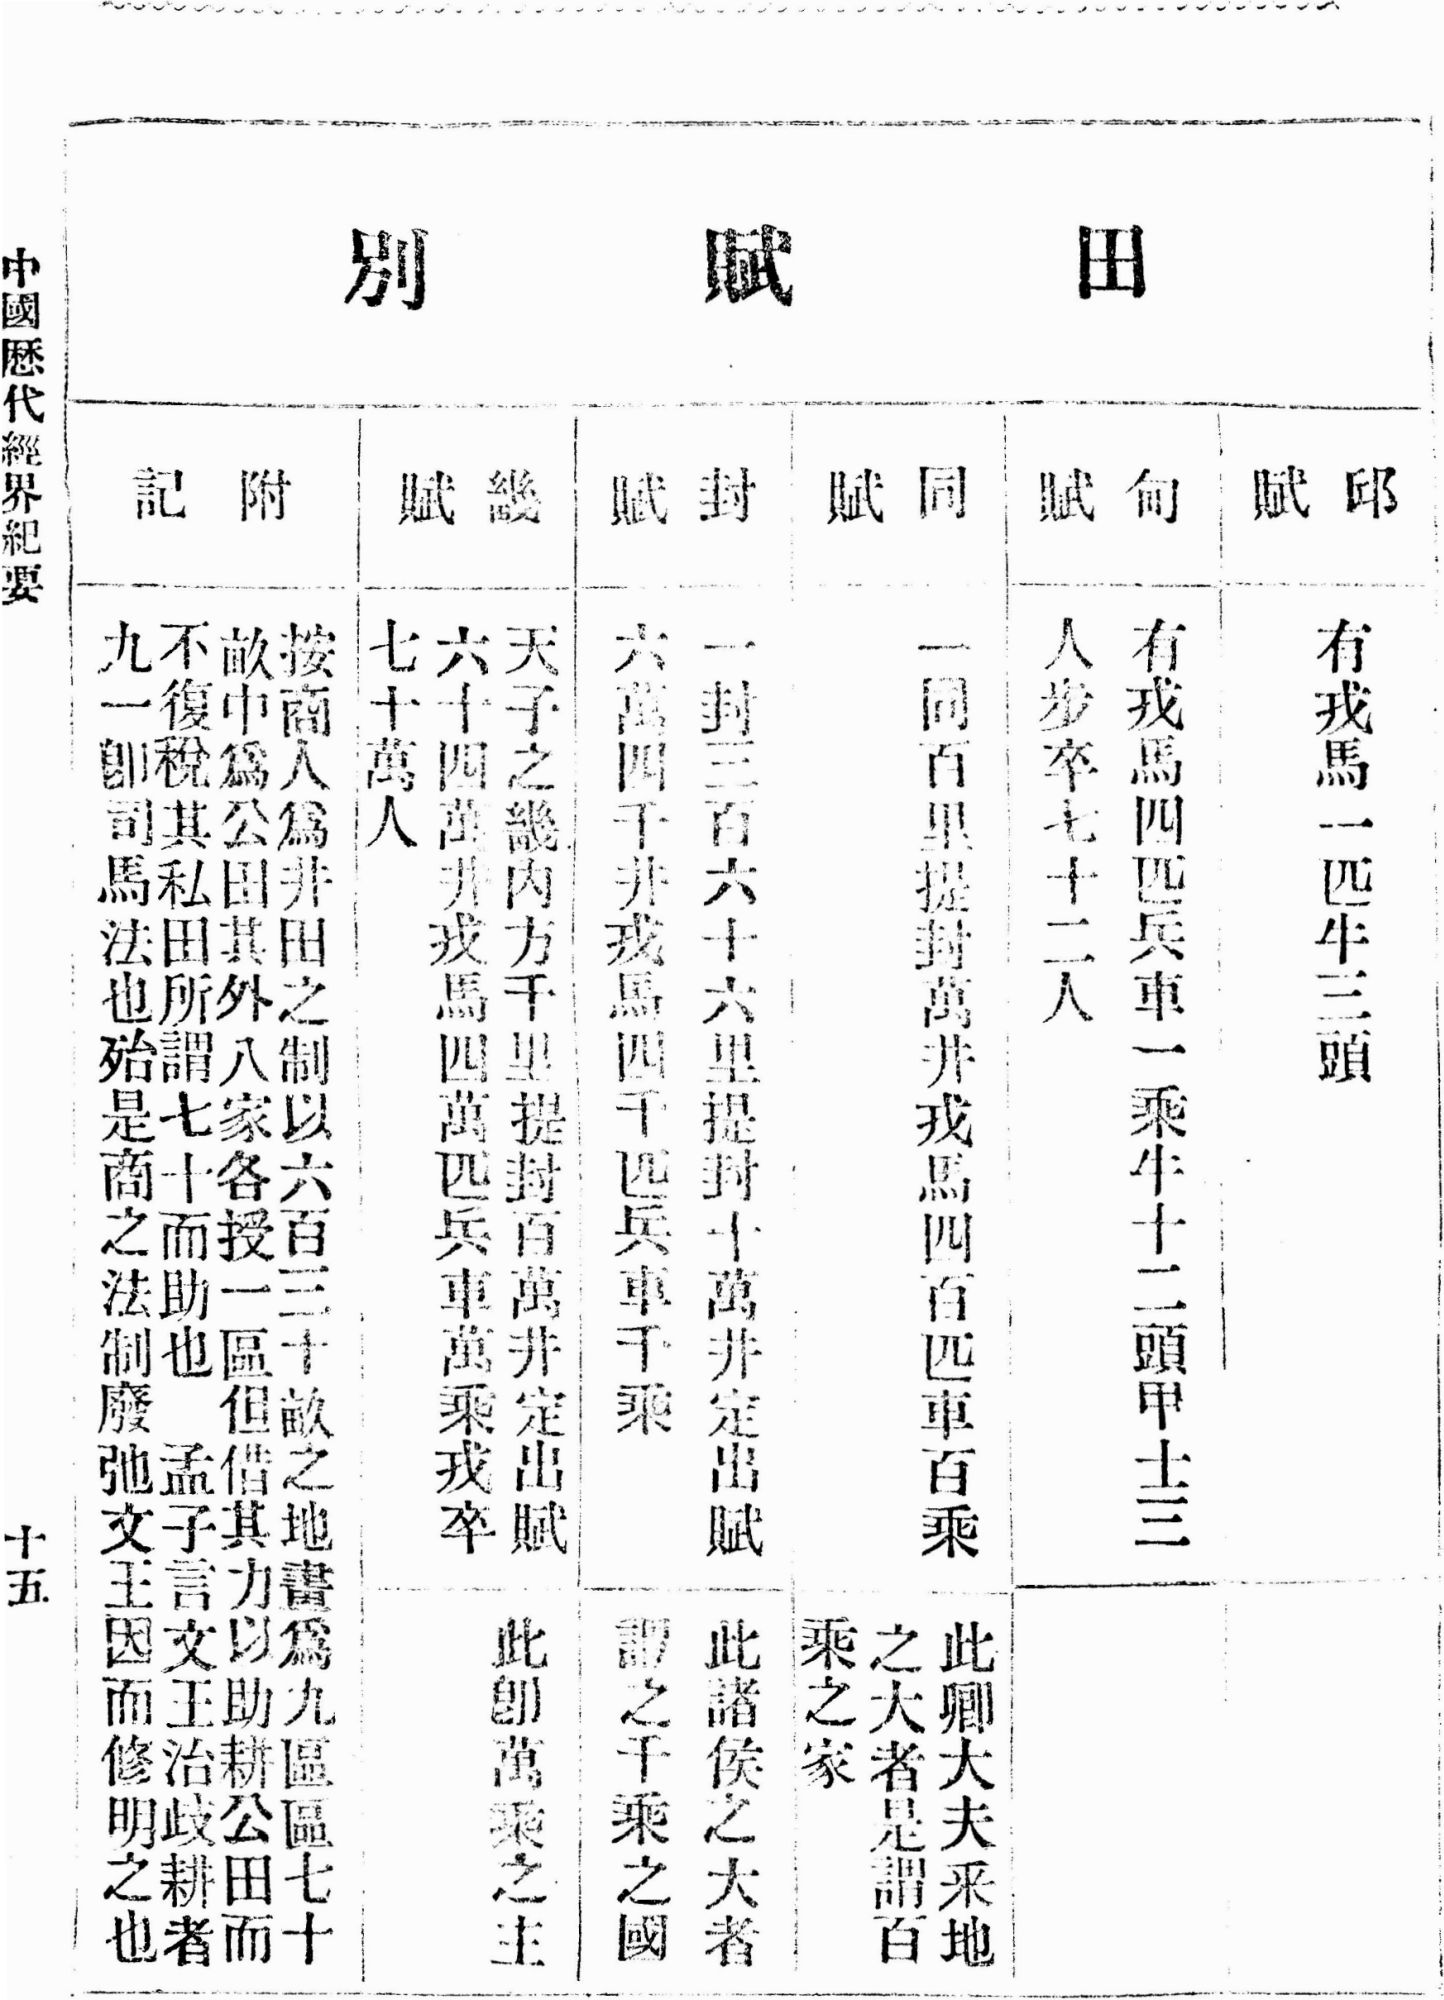 田賦別
邱賦
有戎馬一匹牛三頭
甸賦
有戎馬四匹兵車一乘牛十二頭甲士三
人步卒七十二人
同賦
一同百里提封萬井戎馬四百匹車百乘
此卿大夫采地
之大者是謂百
乘之家
封賦
一封三百六十六里提封十萬井定出賦
六萬四千井戎馬四千匹兵車千乘
此諸侯之大者
謂之千乘之國
畿賦
天子之畿內方千里提封百萬井定出賦
六十四萬井戎馬四萬匹兵車萬乘戎卒
七十萬人
此卽萬乘之主
附記
按商人爲井田之制以六百三十畝之地畫爲九區區七十
畝中爲公田其外八家各授一區但借其力以助耕公田而
不復稅其私田所謂七十而助也 孟子言文王治歧耕者
九一卽司馬法也殆是商之法制廢弛文王因而修明之也
中國歷代經界紀要
十五